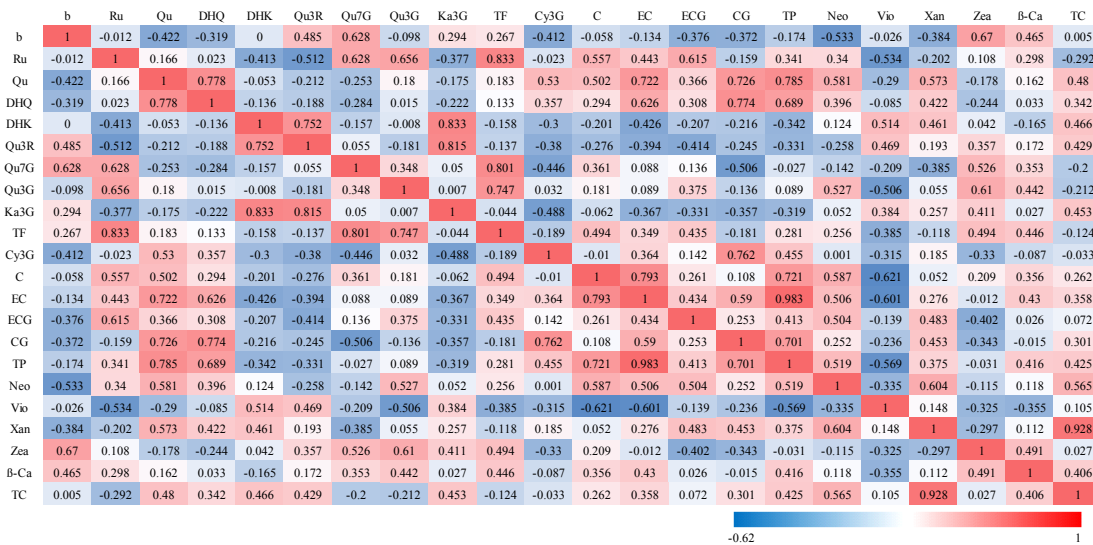 b Ru Qu DHQ DHK Qu3R Qu7G Qu3G Ka3G TF Cy3G C EC ECG CG TP Neo Vio Xan Zea ß-Ca TC
b 1 -0.012 -0.422 -0.319 0 0.485 0.628 -0.098 0.294 0.267 -0.412 -0.058 -0.134 -0.376 -0.372 -0.174 -0.533 -0.026 -0.384 0.67 0.465 0.005
Ru -0.012 1 0.166 0.023 -0.413 -0.512 0.628 0.656 -0.377 0.833 -0.023 0.557 0.443 0.615 -0.159 0.341 0.34 -0.534 -0.202 0.108 0.298 -0.292
Qu -0.422 0.166 1 0.778 -0.053 -0.212 -0.253 0.18 -0.175 0.183 0.53 0.502 0.722 0.366 0.726 0.785 0.581 -0.29 0.573 -0.178 0.162 0.48
DHQ -0.319 0.023 0.778 1 -0.136 -0.188 -0.284 0.015 -0.222 0.133 0.357 0.294 0.626 0.308 0.774 0.689 0.396 -0.085 0.422 -0.244 0.033 0.342
DHK 0 -0.413 -0.053 -0.136 1 0.752 -0.157 -0.008 0.833 -0.158 -0.3 -0.201 -0.426 -0.207 -0.216 -0.342 0.124 0.514 0.461 0.042 -0.165 0.466
Qu3R 0.485 -0.512 -0.212 -0.188 0.752 1 0.055 -0.181 0.815 -0.137 -0.38 -0.276 -0.394 -0.414 -0.245 -0.331 -0.258 0.469 0.193 0.357 0.172 0.429
Qu7G 0.628 0.628 -0.253 -0.284 -0.157 0.055 1 0.348 0.05 0.801 -0.446 0.361 0.088 0.136 -0.506 -0.027 -0.142 -0.209 -0.385 0.526 0.353 -0.2
Qu3G -0.098 0.656 0.18 0.015 -0.008 -0.181 0.348 1 0.007 0.747 0.032 0.181 0.089 0.375 -0.136 0.089 0.527 -0.506 0.055 0.61 0.442 -0.212
Ka3G 0.294 -0.377 -0.175 -0.222 0.833 0.815 0.05 0.007 1 -0.044 -0.488 -0.062 -0.367 -0.331 -0.357 -0.319 0.052 0.384 0.257 0.411 0.027 0.453
TF 0.267 0.833 0.183 0.133 -0.158 -0.137 0.801 0.747 -0.044 1 -0.189 0.494 0.349 0.435 -0.181 0.281 0.256 -0.385 -0.118 0.494 0.446 -0.124
Cy3G -0.412 -0.023 0.53 0.357 -0.3 -0.38 -0.446 0.032 -0.488 -0.189 1 -0.01 0.364 0.142 0.762 0.455 0.001 -0.315 0.185 -0.33 -0.087 -0.033
C -0.058 0.557 0.502 0.294 -0.201 -0.276 0.361 0.181 -0.062 0.494 -0.01 1 0.793 0.261 0.108 0.721 0.587 -0.621 0.052 0.209 0.356 0.262
EC -0.134 0.443 0.722 0.626 -0.426 -0.394 0.088 0.089 -0.367 0.349 0.364 0.793 1 0.434 0.59 0.983 0.506 -0.601 0.276 -0.012 0.43 0.358
ECG -0.376 0.615 0.366 0.308 -0.207 -0.414 0.136 0.375 -0.331 0.435 0.142 0.261 0.434 1 0.253 0.413 0.504 -0.139 0.483 -0.402 0.026 0.072
CG -0.372 -0.159 0.726 0.774 -0.216 -0.245 -0.506 -0.136 -0.357 -0.181 0.762 0.108 0.59 0.253 1 0.701 0.252 -0.236 0.453 -0.343 -0.015 0.301
TP -0.174 0.341 0.785 0.689 -0.342 -0.331 -0.027 0.089 -0.319 0.281 0.455 0.721 0.983 0.413 0.701 1 0.519 -0.569 0.375 -0.031 0.416 0.425
Neo -0.533 0.34 0.581 0.396 0.124 -0.258 -0.142 0.527 0.052 0.256 0.001 0.587 0.506 0.504 0.252 0.519 1 -0.335 0.604 -0.115 0.118 0.565
Vio -0.026 -0.534 -0.29 -0.085 0.514 0.469 -0.209 -0.506 0.384 -0.385 -0.315 -0.621 -0.601 -0.139 -0.236 -0.569 -0.335 1 0.148 -0.325 -0.355 0.105
Xan -0.384 -0.202 0.573 0.422 0.461 0.193 -0.385 0.055 0.257 -0.118 0.185 0.052 0.276 0.483 0.453 0.375 0.604 0.148 1 -0.297 0.112 0.928
Zea 0.67 0.108 -0.178 -0.244 0.042 0.357 0.526 0.61 0.411 0.494 -0.33 0.209 -0.012 -0.402 -0.343 -0.031 -0.115 -0.325 -0.297 1 0.491 0.027
ß-Ca 0.465 0.298 0.162 0.033 -0.165 0.172 0.353 0.442 0.027 0.446 -0.087 0.356 0.43 0.026 -0.015 0.416 0.118 -0.355 0.112 0.491 1 0.406
TC 0.005 -0.292 0.48 0.342 0.466 0.429 -0.2 -0.212 0.453 -0.124 -0.033 0.262 0.358 0.072 0.301 0.425 0.565 0.105 0.928 0.027 0.406 1
-0.62 1